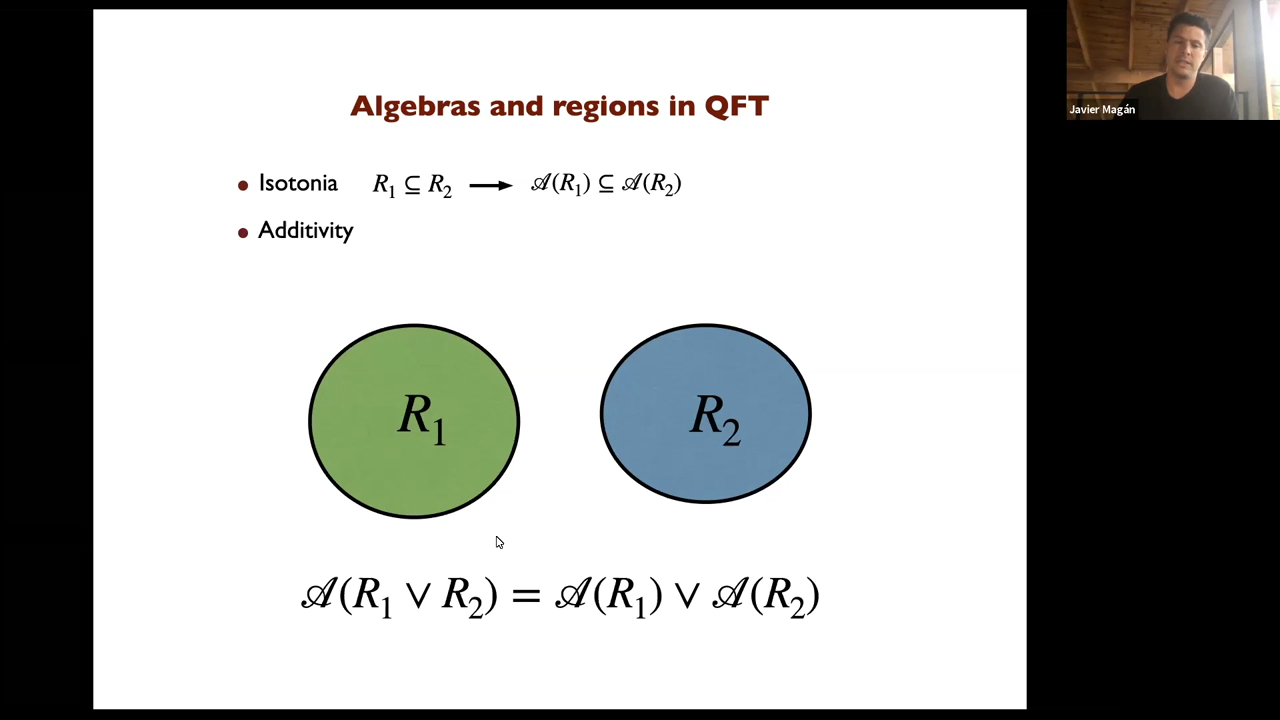 Algebras and regions in QFT
• Isotonia R₁ ⊆ R₂ ⟶ 𝒜(R₁) ⊆ 𝒜(R₂)
• Additivity
R₁ R₂
𝒜(R₁ ∨ R₂) = 𝒜(R₁) ∨ 𝒜(R₂)
Javier Magán